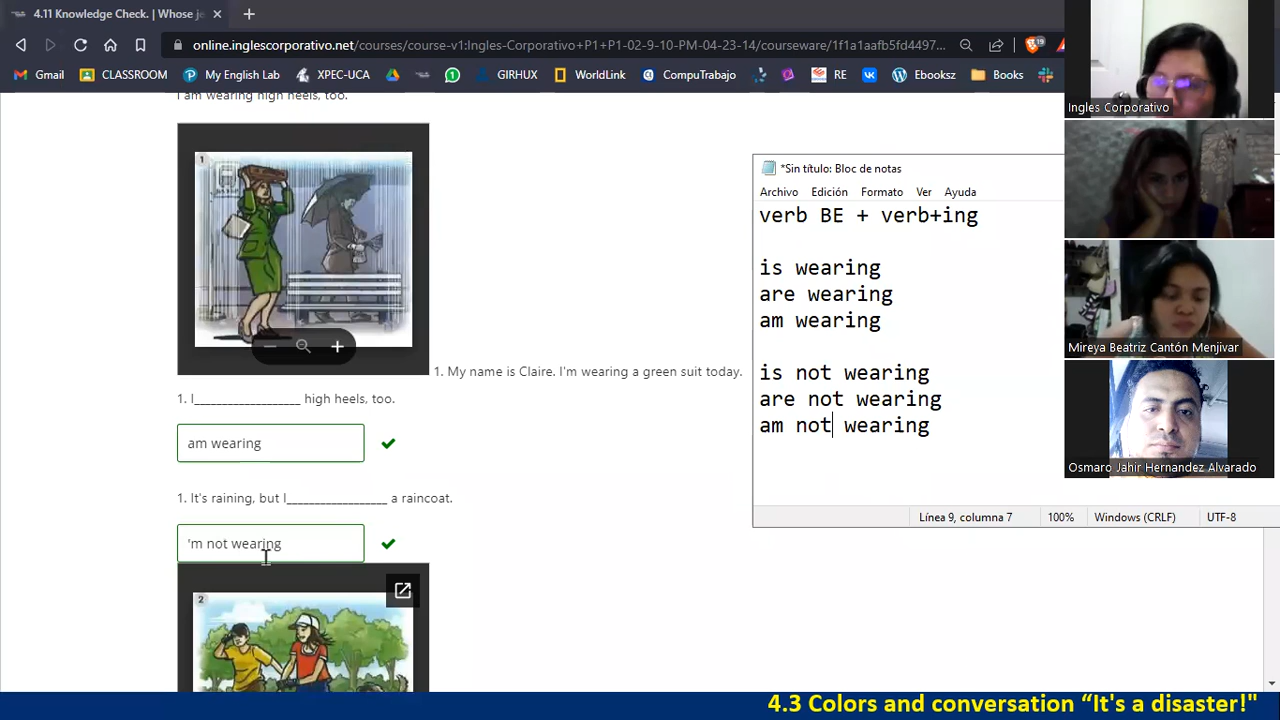 4.11 Knowledge Check. | Whose je
online.inglescorporativo.net/courses/course-v1:Ingles-Corporativo+P1+P1-02-9-10-PM-04-23-14/courseware/1f1a1aafb5fd4497...
19
Gmail CLASSROOM My English Lab XPEC-UCA GIRHUX WorldLink CompuTrabajo RE Ebooksz Books
I am wearing high heels, too.
1
1. My name is Claire. I'm wearing a green suit today.
1. I_________________ high heels, too.
am wearing
1. It's raining, but I________________ a raincoat.
'm not wearing
2
*Sin título: Bloc de notas
Archivo Edición Formato Ver Ayuda
verb BE + verb+ing
is wearing
are wearing
am wearing
is not wearing
are not wearing
am not wearing
Línea 9, columna 7 100% Windows (CRLF) UTF-8
Ingles Corporativo
Mireya Beatriz Cantón Menjivar
Osmaro Jahir Hernandez Alvarado
4.3 Colors and conversation “It's a disaster!"